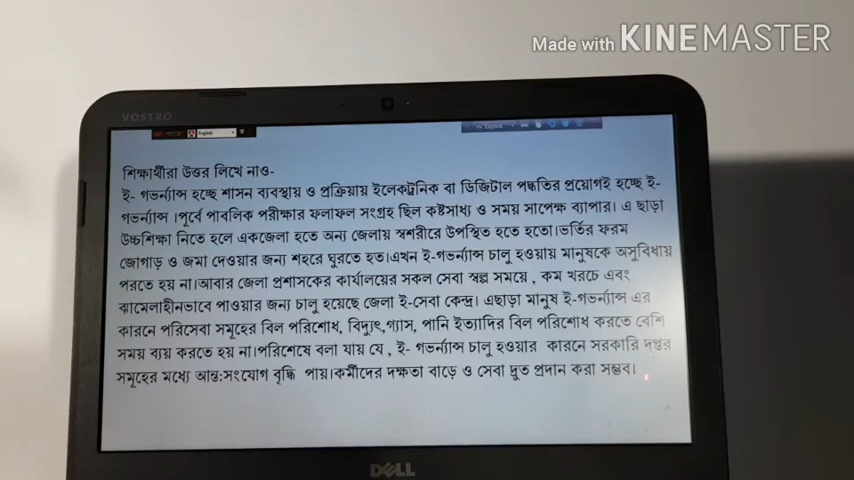 Made with KINEMASTER
VOSTRO
English
English
শিক্ষার্থীরা উত্তর লিখে নাও-
ই- গভর্ন্যান্স হচ্ছে শাসন ব্যবস্থায় ও প্রক্রিয়ায় ইলেকট্রনিক বা ডিজিটাল পদ্ধতির প্রয়োগই হচ্ছে ই-
গভর্ন্যান্স ।পূর্বে পাবলিক পরীক্ষার ফলাফল সংগ্রহ ছিল কষ্টসাধ্য ও সময় সাপেক্ষ ব্যাপার। এ ছাড়া
উচ্চশিক্ষা নিতে হলে একজেলা হতে অন্য জেলায় স্বশরীরে উপস্থিত হতে হতো।ভর্তির ফরম
জোগাড় ও জমা দেওয়ার জন্য শহরে ঘুরতে হত।এখন ই-গভর্ন্যান্স চালু হওয়ায় মানুষকে অসুবিধায়
পরতে হয় না।আবার জেলা প্রশাসকের কার্যালয়ের সকল সেবা স্বল্প সময়ে , কম খরচে এবং
ঝামেলাহীনভাবে পাওয়ার জন্য চালু হয়েছে জেলা ই-সেবা কেন্দ্র। এছাড়া মানুষ ই-গভর্ন্যান্স এর
কারনে পরিসেবা সমূহের বিল পরিশোধ, বিদ্যুৎ,গ্যাস, পানি ইত্যাদির বিল পরিশোধ করতে বেশি
সময় ব্যয় করতে হয় না।পরিশেষে বলা যায় যে , ই- গভর্ন্যান্স চালু হওয়ার কারনে সরকারি দপ্তর
সমূহের মধ্যে আন্ত:সংযোগ বৃদ্ধি পায়।কর্মীদের দক্ষতা বাড়ে ও সেবা দ্রুত প্রদান করা সম্ভব।
DELL